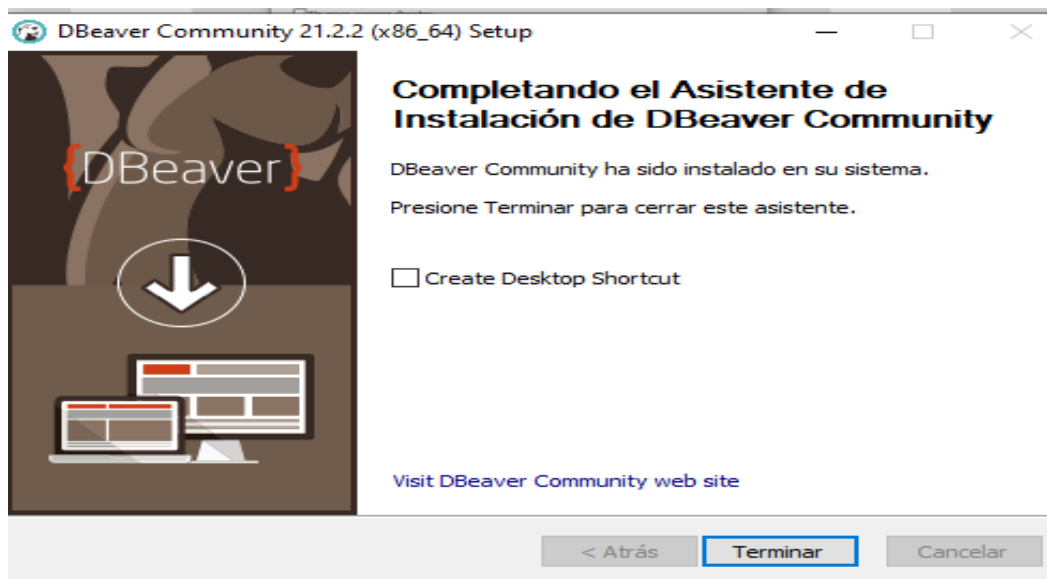 DBeaver Community 21.2.2 (x86_64) Setup
{DBeaver}
Completando el Asistente de
Instalación de DBeaver Community
DBeaver Community ha sido instalado en su sistema.
Presione Terminar para cerrar este asistente.
Create Desktop Shortcut
Visit DBeaver Community web site
< Atrás
Terminar
Cancelar